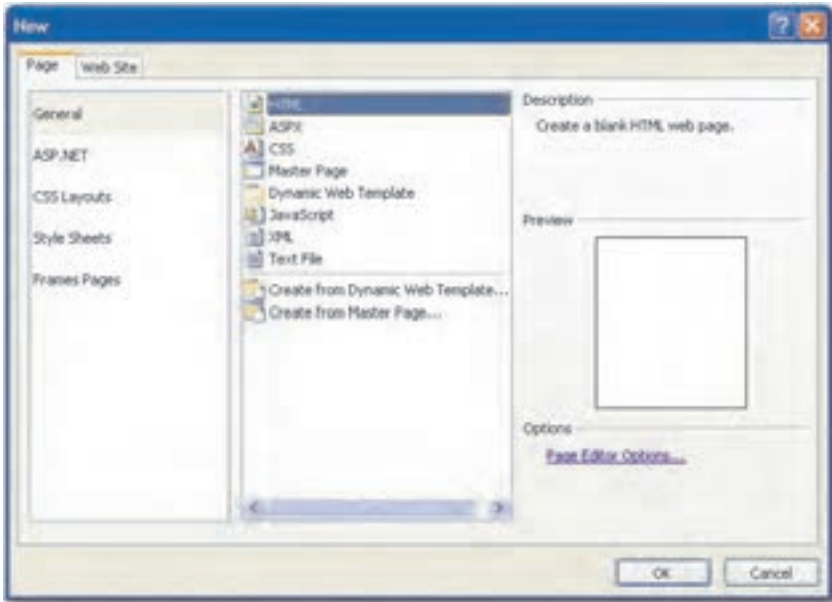 New
Page
Web Site
General
ASP.NET
CSS Layouts
Style Sheets
Frames Pages
HTML
ASPX
CSS
Master Page
Dynamic Web Template
JavaScript
XML
Text File
Create from Dynamic Web Template...
Create from Master Page...
Description
Create a blank HTML web page.
Preview
Options
Page Editor Options...
OK
Cancel